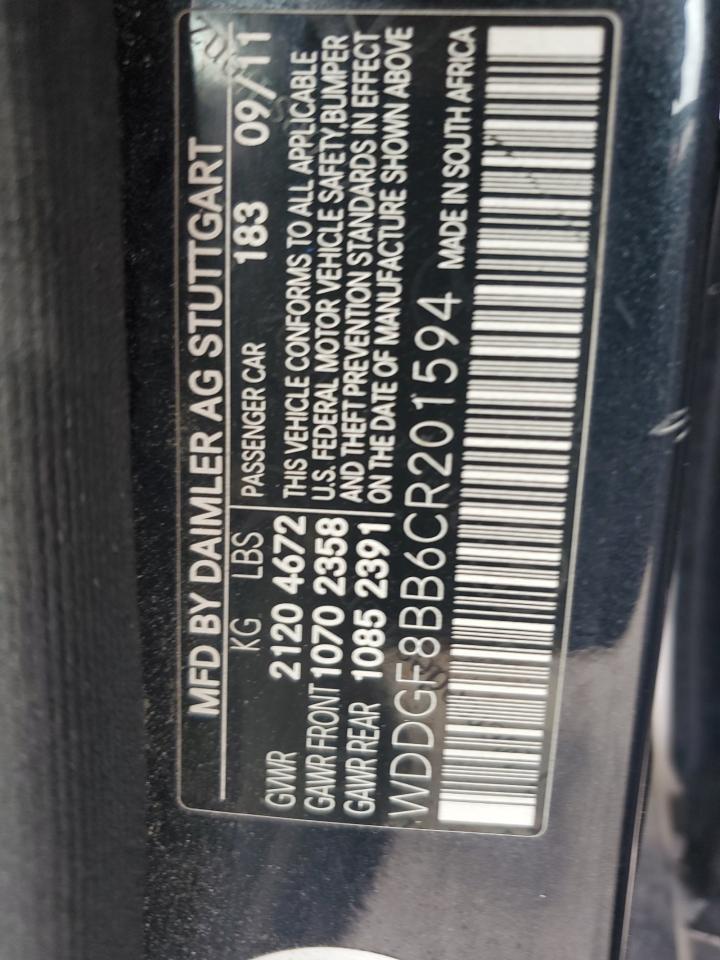 MFD BY DAIMLER AG STUTTGART
KG LBS PASSENGER CAR 183 09/11
GVWR 2120 4672 THIS VEHICLE CONFORMS TO ALL APPLICABLE
GAWR FRONT 1070 2358 U.S. FEDERAL MOTOR VEHICLE SAFETY,BUMPER
GAWR REAR 1085 2391 AND THEFT PREVENTION STANDARDS IN EFFECT
ON THE DATE OF MANUFACTURE SHOWN ABOVE
WDDGF8BB6CR201594 MADE IN SOUTH AFRICA